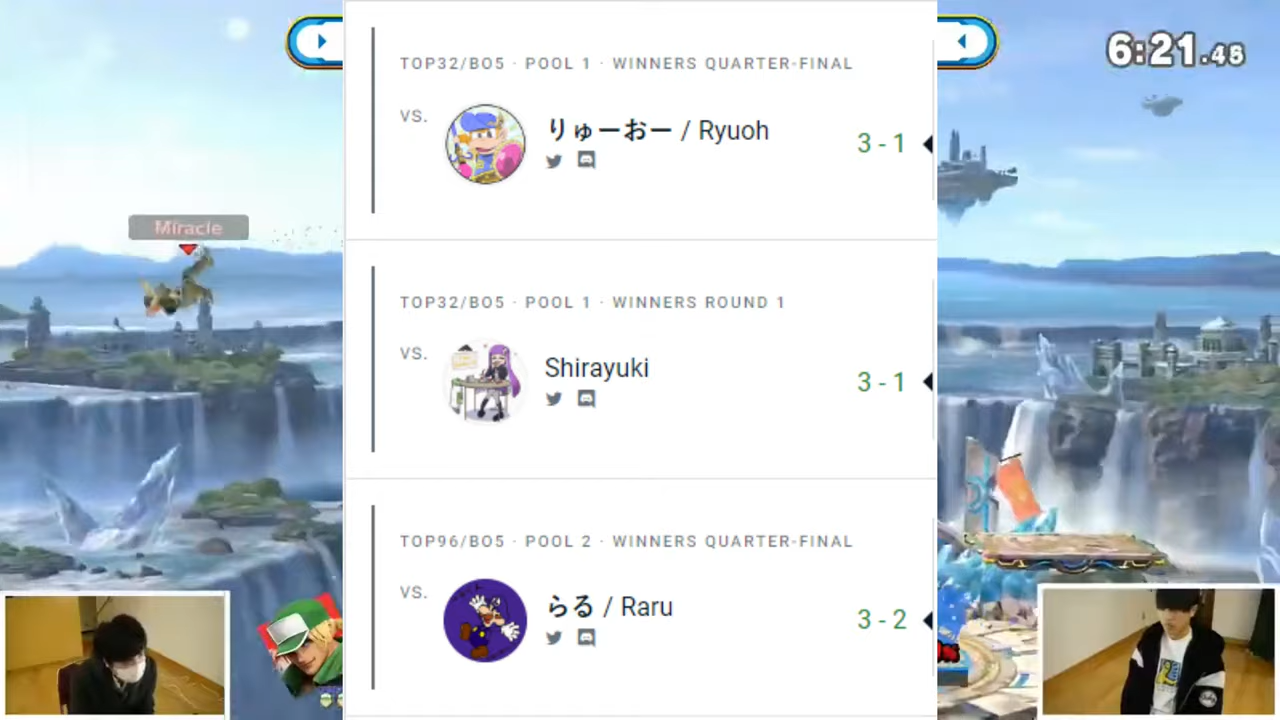 6:21.48
Miracle
TOP32/BO5 · POOL 1 · WINNERS QUARTER-FINAL
VS.
りゅーおー / Ryuoh
3 - 1
TOP32/BO5 · POOL 1 · WINNERS ROUND 1
VS.
Shirayuki
3 - 1
TOP96/BO5 · POOL 2 · WINNERS QUARTER-FINAL
VS.
らる / Raru
3 - 2